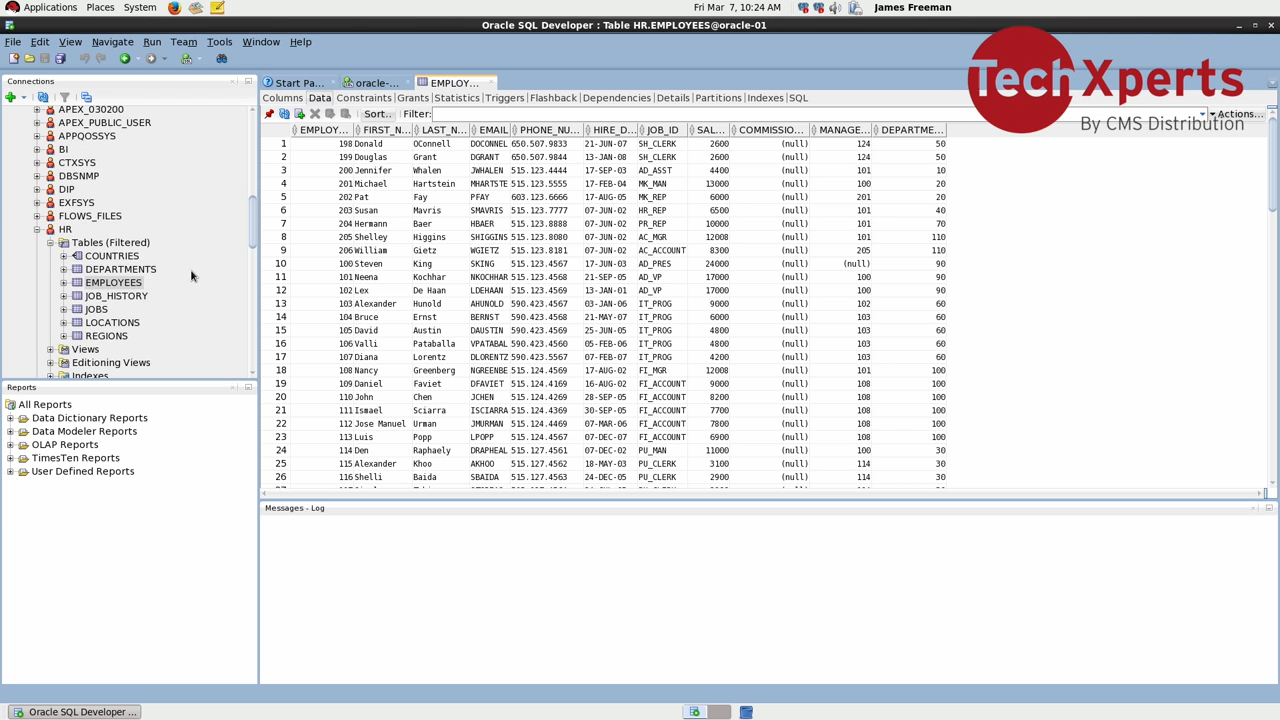 Applications Places System Fri Mar 7, 10:24 AM James Freeman
Oracle SQL Developer : Table HR.EMPLOYEES@oracle-01
File Edit View Navigate Run Team Tools Window Help
TechXperts
By CMS Distribution
Connections
APEX_030200
APEX_PUBLIC_USER
APPQOSSYS
BI
CTXSYS
DBSNMP
DIP
EXFSYS
FLOWS_FILES
HR
Tables (Filtered)
COUNTRIES
DEPARTMENTS
EMPLOYEES
JOB_HISTORY
JOBS
LOCATIONS
REGIONS
Views
Editioning Views
Indexes
Reports
All Reports
Data Dictionary Reports
Data Modeler Reports
OLAP Reports
TimesTen Reports
User Defined Reports
Start Pa... oracle-... EMPLOY...
Columns Data Constraints Grants Statistics Triggers Flashback Dependencies Details Partitions Indexes SQL
Sort.. Filter: Actions...
EMPLOY... FIRST_N... LAST_N... EMAIL PHONE_NU... HIRE_D... JOB_ID SAL... COMMISSIO... MANAGE... DEPARTME...
1 198 Donald OConnell DOCONNEL 650.507.9833 21-JUN-07 SH_CLERK 2600 (null) 124 50
2 199 Douglas Grant DGRANT 650.507.9844 13-JAN-08 SH_CLERK 2600 (null) 124 50
3 200 Jennifer Whalen JWHALEN 515.123.4444 17-SEP-03 AD_ASST 4400 (null) 101 10
4 201 Michael Hartstein MHARTSTE 515.123.5555 17-FEB-04 MK_MAN 13000 (null) 100 20
5 202 Pat Fay PFAY 603.123.6666 17-AUG-05 MK_REP 6000 (null) 201 20
6 203 Susan Mavris SMAVRIS 515.123.7777 07-JUN-02 HR_REP 6500 (null) 101 40
7 204 Hermann Baer HBAER 515.123.8888 07-JUN-02 PR_REP 10000 (null) 101 70
8 205 Shelley Higgins SHIGGINS 515.123.8080 07-JUN-02 AC_MGR 12008 (null) 101 110
9 206 William Gietz WGIETZ 515.123.8181 07-JUN-02 AC_ACCOUNT 8300 (null) 205 110
10 100 Steven King SKING 515.123.4567 17-JUN-03 AD_PRES 24000 (null) (null) 90
11 101 Neena Kochhar NKOCHHAR 515.123.4568 21-SEP-05 AD_VP 17000 (null) 100 90
12 102 Lex De Haan LDEHAAN 515.123.4569 13-JAN-01 AD_VP 17000 (null) 100 90
13 103 Alexander Hunold AHUNOLD 590.423.4567 03-JAN-06 IT_PROG 9000 (null) 102 60
14 104 Bruce Ernst BERNST 590.423.4568 21-MAY-07 IT_PROG 6000 (null) 103 60
15 105 David Austin DAUSTIN 590.423.4569 25-JUN-05 IT_PROG 4800 (null) 103 60
16 106 Valli Pataballa VPATABAL 590.423.4560 05-FEB-06 IT_PROG 4800 (null) 103 60
17 107 Diana Lorentz DLORENTZ 590.423.5567 07-FEB-07 IT_PROG 4200 (null) 103 60
18 108 Nancy Greenberg NGREENBE 515.124.4569 17-AUG-02 FI_MGR 12008 (null) 101 100
19 109 Daniel Faviet DFAVIET 515.124.4169 16-AUG-02 FI_ACCOUNT 9000 (null) 108 100
20 110 John Chen JCHEN 515.124.4269 28-SEP-05 FI_ACCOUNT 8200 (null) 108 100
21 111 Ismael Sciarra ISCIARRA 515.124.4369 30-SEP-05 FI_ACCOUNT 7700 (null) 108 100
22 112 Jose Manuel Urman JMURMAN 515.124.4469 07-MAR-06 FI_ACCOUNT 7800 (null) 108 100
23 113 Luis Popp LPOPP 515.124.4567 07-DEC-07 FI_ACCOUNT 6900 (null) 108 100
24 114 Den Raphaely DRAPHEAL 515.127.4561 07-DEC-02 PU_MAN 11000 (null) 100 30
25 115 Alexander Khoo AKHOO 515.127.4562 18-MAY-03 PU_CLERK 3100 (null) 114 30
26 116 Shelli Baida SBAIDA 515.127.4563 24-DEC-05 PU_CLERK 2900 (null) 114 30
Messages - Log
Oracle SQL Developer ...